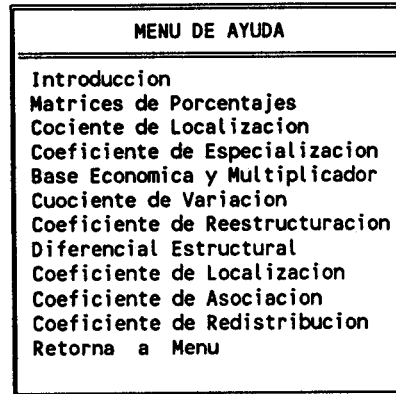 MENU DE AYUDA
Introduccion
Matrices de Porcentajes
Cociente de Localizacion
Coeficiente de Especializacion
Base Economica y Multiplicador
Cuociente de Variacion
Coeficiente de Reestructuracion
Diferencial Estructural
Coeficiente de Localizacion
Coeficiente de Asociacion
Coeficiente de Redistribucion
Retorna a Menu